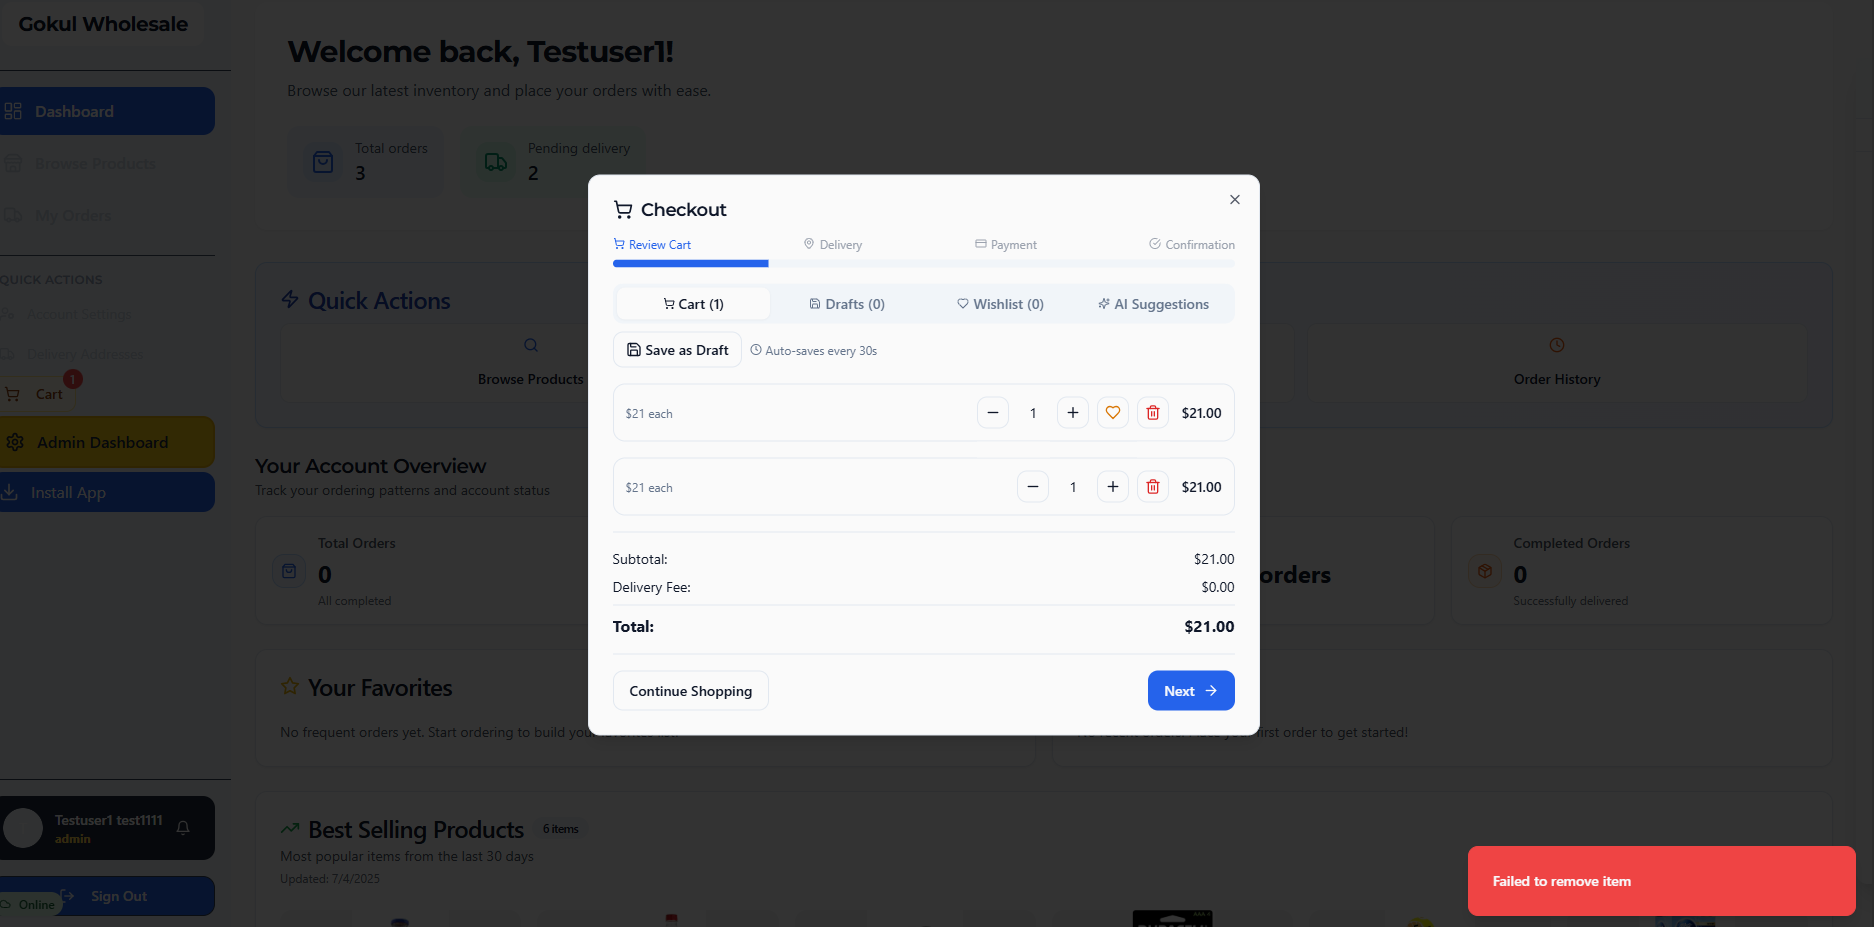 Gokul Wholesale
Dashboard
Browse Products
My Orders
QUICK ACTIONS
Account Settings
Delivery Addresses
Cart
1
Admin Dashboard
Install App
Testuser1 test1111
admin
Online
Sign Out
Welcome back, Testuser1!
Browse our latest inventory and place your orders with ease.
Total orders
3
Pending delivery
2
Quick Actions
Browse Products
Order History
Your Account Overview
Track your ordering patterns and account status
Total Orders
0
All completed
orders
Completed Orders
0
Successfully delivered
Your Favorites
No frequent orders yet. Start ordering to build
first order to get started!
Best Selling Products
6 items
Most popular items from the last 30 days
Updated: 7/4/2025
Checkout
Review Cart
Delivery
Payment
Confirmation
Cart (1)
Drafts (0)
Wishlist (0)
AI Suggestions
Save as Draft
Auto-saves every 30s
$21 each
1
$21.00
$21 each
1
$21.00
Subtotal:
$21.00
Delivery Fee:
$0.00
Total:
$21.00
Continue Shopping
Next
Failed to remove item